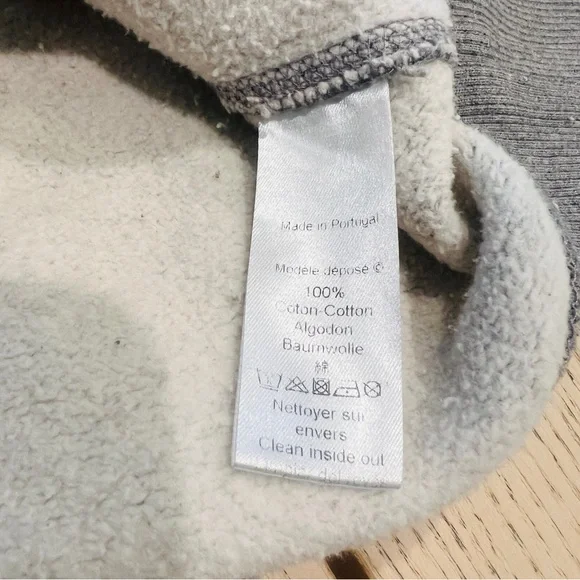 Made in Portugal
Modèle déposé ©
100%
Coton-Cotton
Algodon
Baumwolle
棉
Nettoyer sur
envers
Clean inside out